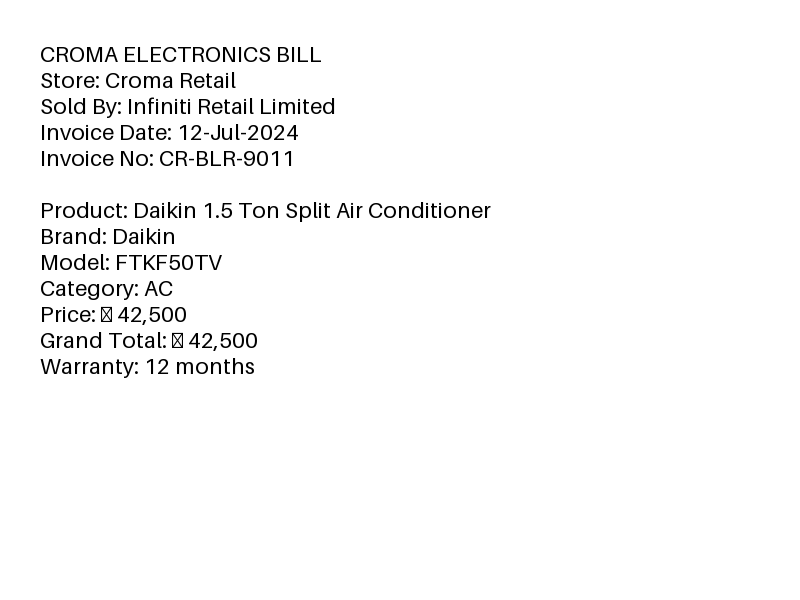 CROMA ELECTRONICS BILL
Store: Croma Retail
Sold By: Infiniti Retail Limited
Invoice Date: 12-Jul-2024
Invoice No: CR-BLR-9011
Product: Daikin 1.5 Ton Split Air Conditioner
Brand: Daikin
Model: FTKF50TV
Category: AC
Price: 42,500
Grand Total: 42,500
Warranty: 12 months